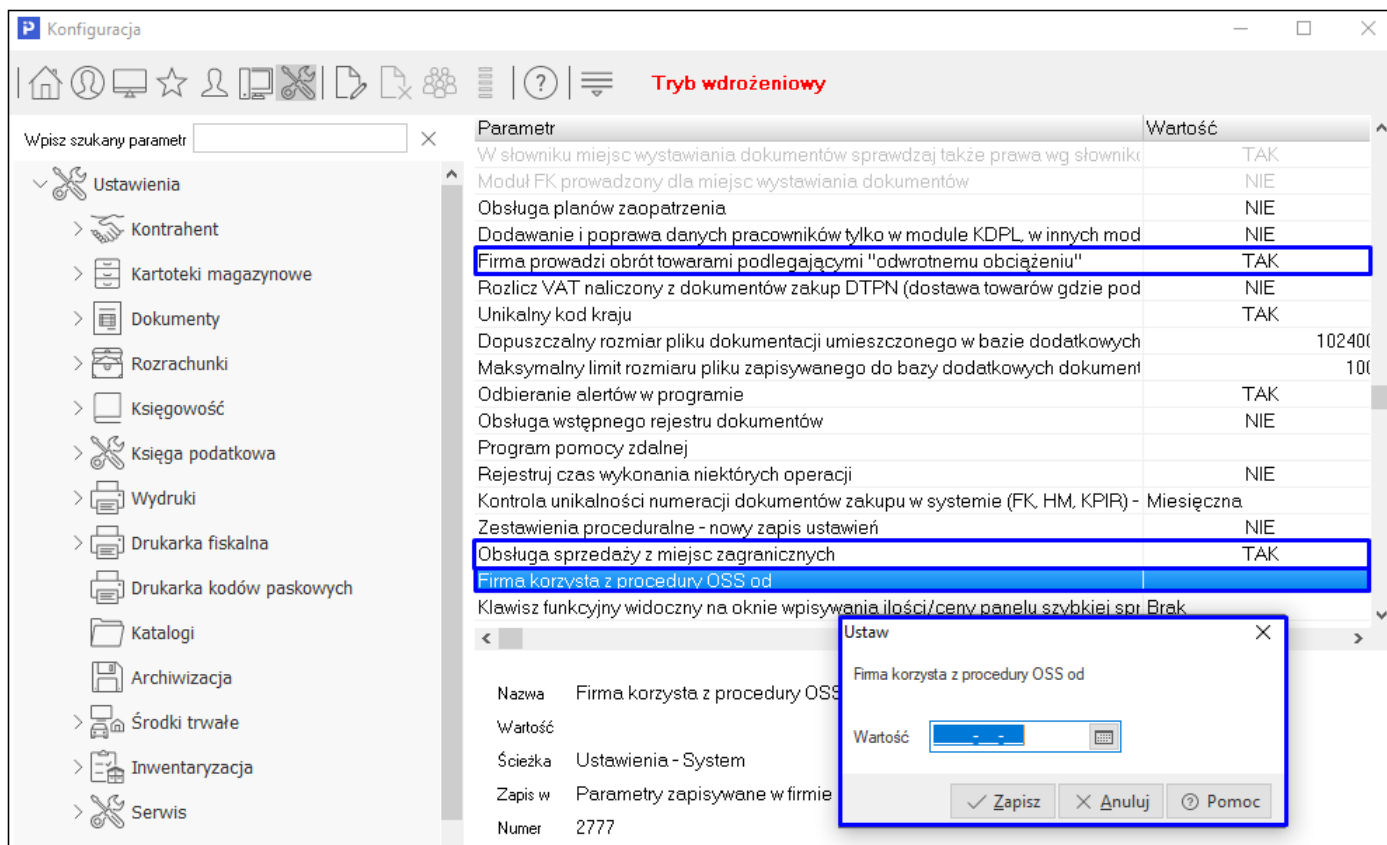 Konfiguracja
Tryb wdrożeniowy
Wpisz szukany parametr
Ustawienia
Kontrahent
Kartoteki magazynowe
Dokumenty
Rozrachunki
Księgowość
Księga podatkowa
Wydruki
Drukarka fiskalna
Drukarka kodów paskowych
Katalogi
Archiwizacja
Środki trwałe
Inwentaryzacja
Serwis
Parametr Wartość
W słowniku miejsc wystawiania dokumentów sprawdzaj także prawa wg słownikó TAK
Moduł FK prowadzony dla miejsc wystawiania dokumentów NIE
Obsługa planów zaopatrzenia NIE
Dodawanie i poprawa danych pracowników tylko w module KDPL, w innych mod NIE
Firma prowadzi obrót towarami podlegającymi "odwrotnemu obciążeniu" TAK
Rozlicz VAT naliczony z dokumentów zakup DTPN (dostawa towarów gdzie pod NIE
Unikalny kod kraju TAK
Dopuszczalny rozmiar pliku dokumentacji umieszczonego w bazie dodatkowych 102400
Maksymalny limit rozmiaru pliku zapisywanego do bazy dodatkowych dokument 100
Odbieranie alertów w programie TAK
Obsługa wstępnego rejestru dokumentów NIE
Program pomocy zdalnej
Rejestruj czas wykonania niektórych operacji NIE
Kontrola unikalności numeracji dokumentów zakupu w systemie (FK, HM, KPIR) - Miesięczna
Zestawienia proceduralne - nowy zapis ustawień NIE
Obsługa sprzedaży z miejsc zagranicznych TAK
Firma korzysta z procedury OSS od
Klawisz funkcyjny widoczny na oknie wpisywania ilości/ceny panelu szybkiej spr Brak
Nazwa Firma korzysta z procedury OSS
Wartość
Ścieżka Ustawienia - System
Zapis w Parametry zapisywane w firmie
Numer 2777
Ustaw
Firma korzysta z procedury OSS od
Wartość - -
Zapisz Anuluj Pomoc